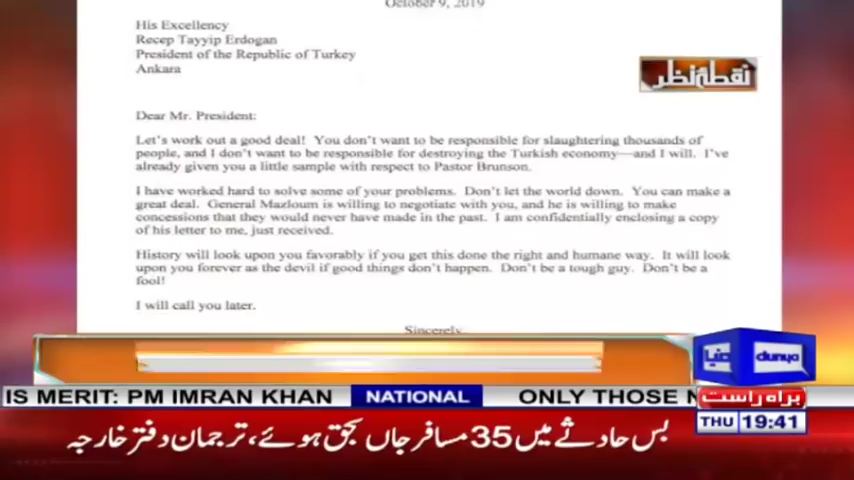 October 9, 2019
His Excellency
Recep Tayyip Erdogan
President of the Republic of Turkey
Ankara
نقطۂ نظر
Dear Mr. President:
Let's work out a good deal! You don't want to be responsible for slaughtering thousands of
people, and I don't want to be responsible for destroying the Turkish economy—and I will. I've
already given you a little sample with respect to Pastor Brunson.
I have worked hard to solve some of your problems. Don't let the world down. You can make a
great deal. General Mazloum is willing to negotiate with you, and he is willing to make
concessions that they would never have made in the past. I am confidentially enclosing a copy
of his letter to me, just received.
History will look upon you favorably if you get this done the right and humane way. It will look
upon you forever as the devil if good things don't happen. Don't be a tough guy. Don't be a
fool!
I will call you later.
Sincerely,
دنیا dunya
IS MERIT: PM IMRAN KHAN NATIONAL ONLY THOSE
براہ راست
THU 19:41
بس حادثے میں 35 مسافر جاں بحق ہوئے، ترجمان دفتر خارجہ